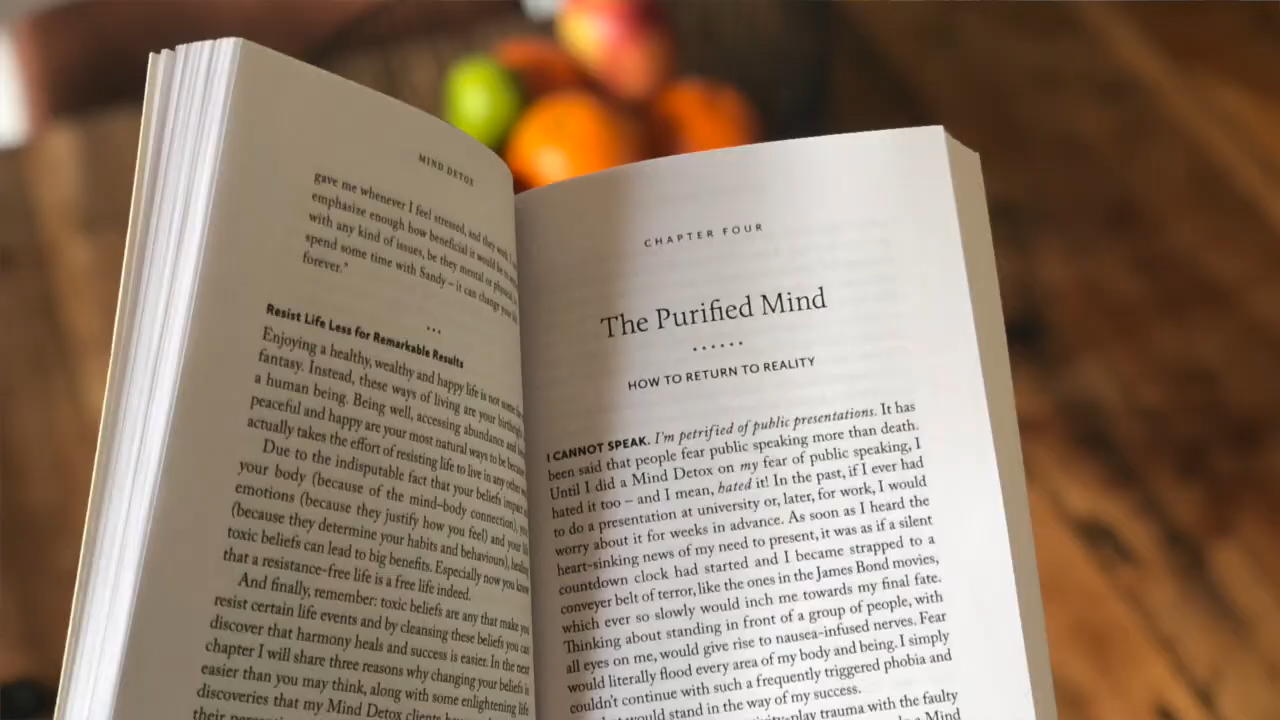 MIND DETOX
gave me whenever I feel stressed, and they work. I
emphasize enough how beneficial it would be to
with any kind of issues, be they mental or physical, to
spend some time with Sandy – it can change your life
forever."
...
Resist Life Less for Remarkable Results
Enjoying a healthy, wealthy and happy life is not some
fantasy. Instead, these ways of living are your birthright
a human being. Being well, accessing abundance and
peaceful and happy are your most natural ways to be because
actually takes the effort of resisting life to live in any other
Due to the indisputable fact that your beliefs impact
your body (because of the mind–body connection), your
emotions (because they justify how you feel) and your life
(because they determine your habits and behaviours), healing
toxic beliefs can lead to big benefits. Especially now you know
that a resistance-free life is a free life indeed.
And finally, remember: toxic beliefs are any that make you
resist certain life events and by cleansing these beliefs you can
discover that harmony heals and success is easier. In the next
chapter I will share three reasons why changing your beliefs is
easier than you may think, along with some enlightening life
discoveries that my Mind Detox clients
their
CHAPTER FOUR
The Purified Mind
......
HOW TO RETURN TO REALITY
I CANNOT SPEAK. I'm petrified of public presentations. It has
been said that people fear public speaking more than death.
Until I did a Mind Detox on my fear of public speaking, I
hated it too – and I mean, hated it! In the past, if I ever had
to do a presentation at university or, later, for work, I would
worry about it for weeks in advance. As soon as I heard the
heart-sinking news of my need to present, it was as if a silent
countdown clock had started and I became strapped to a
conveyer belt of terror, like the ones in the James Bond movies,
which ever so slowly would inch me towards my final fate.
Thinking about standing in front of a group of people, with
all eyes on me, would give rise to nausea-infused nerves. Fear
would literally flood every area of my body and being. I simply
couldn't continue with such a frequently triggered phobia and
would stand in the way of my success.
play trauma with the faulty
Mind